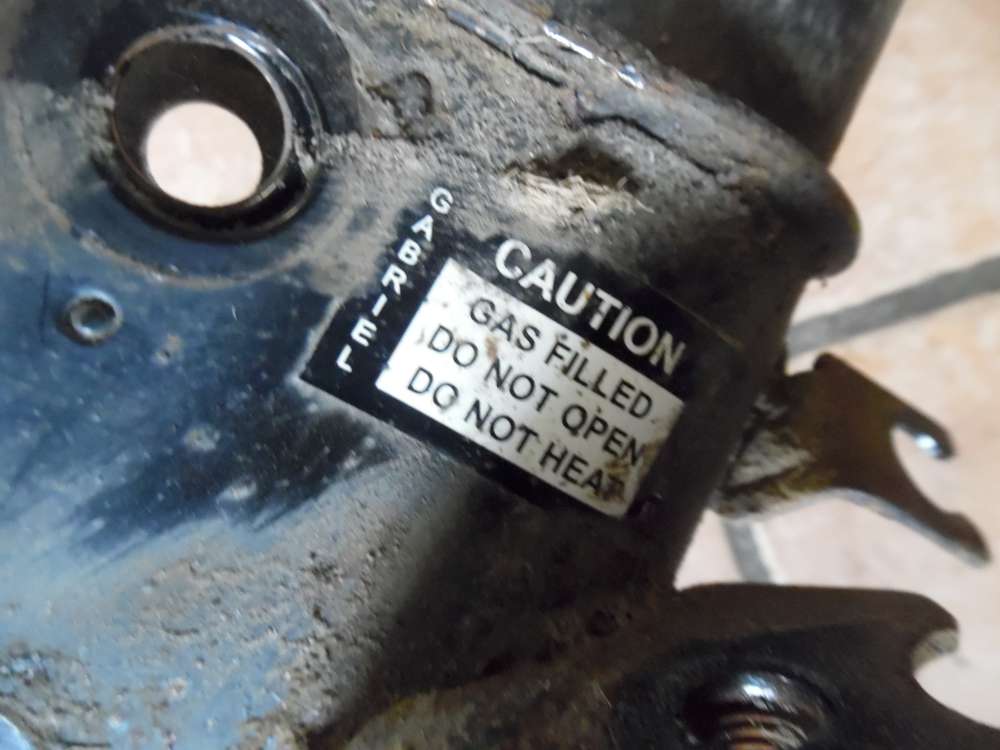 GABRIEL
CAUTION
GAS FILLED
DO NOT OPEN
DO NOT HEAT